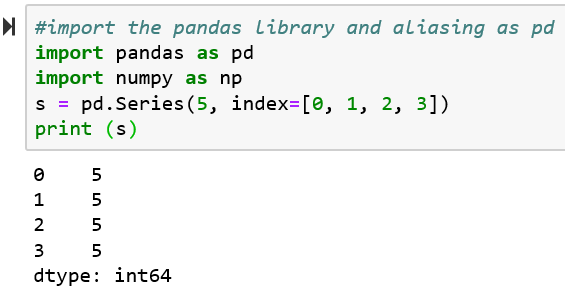 #import the pandas library and aliasing as pd
import pandas as pd
import numpy as np
s = pd.Series(5, index=[0, 1, 2, 3])
print (s)
0    5
1    5
2    5
3    5
dtype: int64